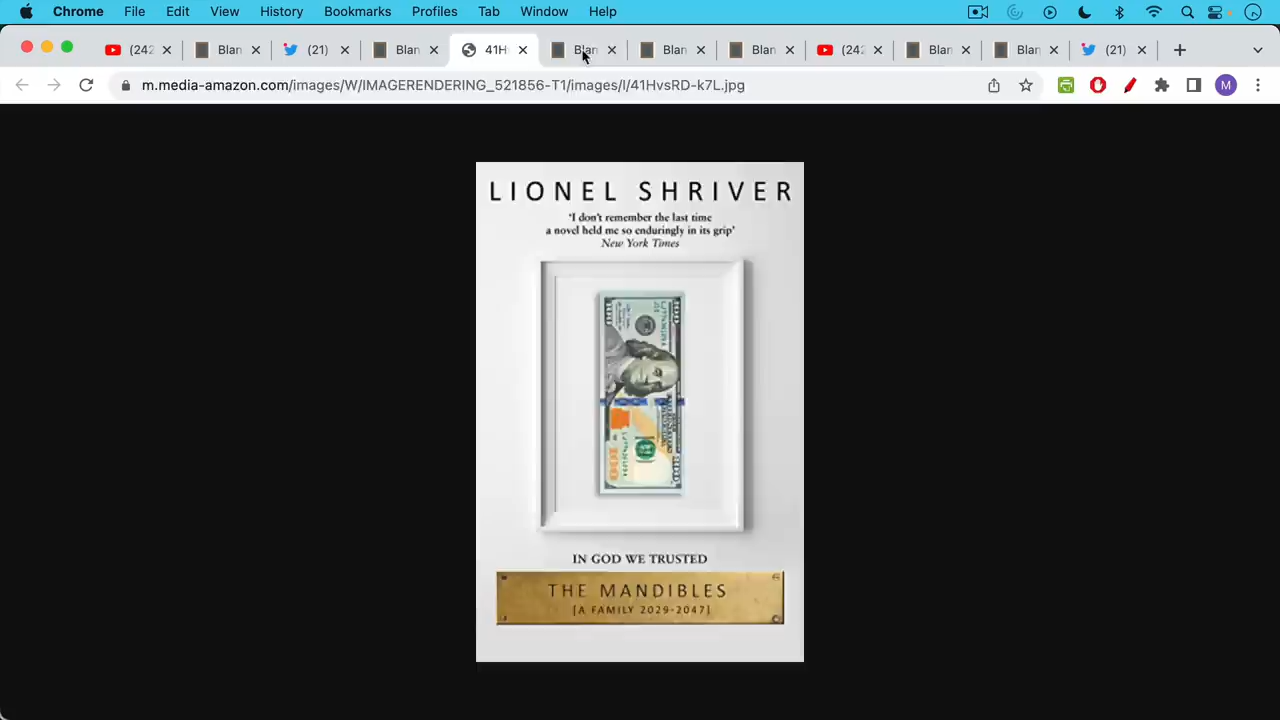 Chrome File Edit View History Bookmarks Profiles Tab Window Help
(242 Blan (21) Blan 41H Blan Blan Blan (242 Blan Blan (21)
m.media-amazon.com/images/W/IMAGERENDERING_521856-T1/images/I/41HvsRD-k7L.jpg
M
LIONEL SHRIVER
‘I don’t remember the last time
a novel held me so enduringly in its grip’
New York Times
100
IN GOD WE TRUSTED
THE MANDIBLES
[A FAMILY 2029-2047]